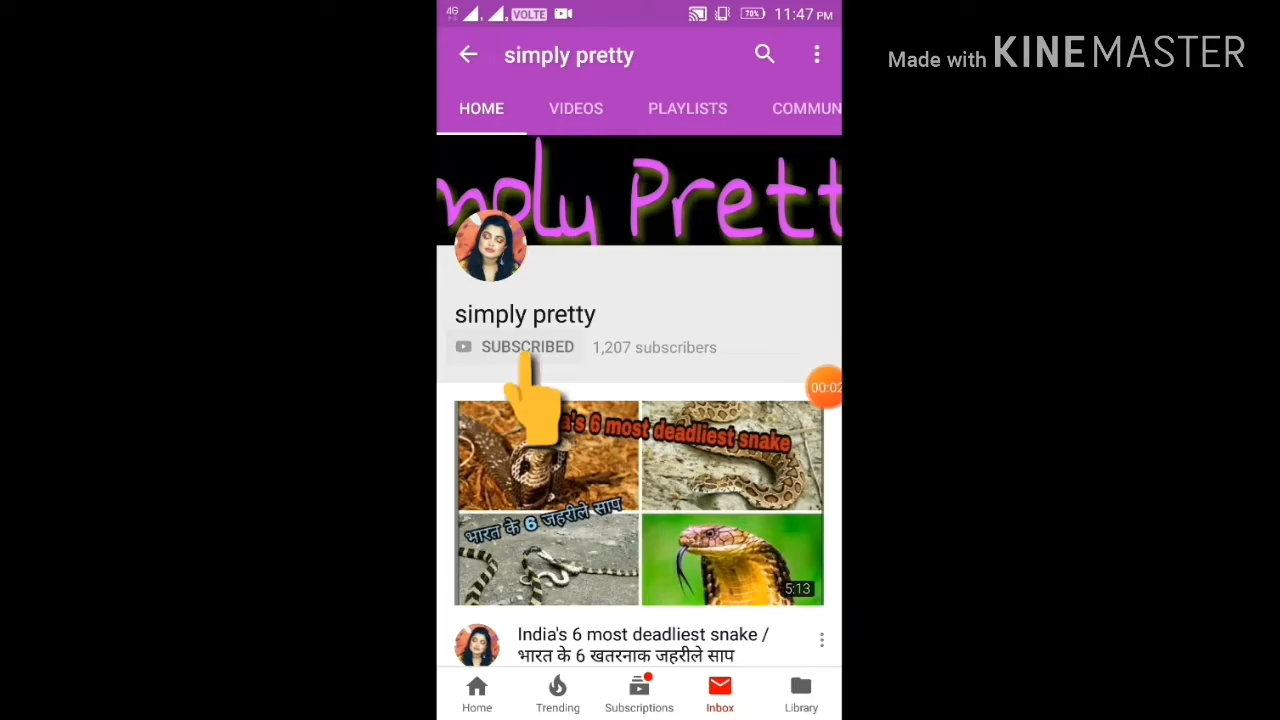 4G VOLTE 70% 11:47 PM
Made with KINEMASTER
simply pretty
HOME VIDEOS PLAYLISTS COMMUN
mply Prett
simply pretty
SUBSCRIBED 1,207 subscribers
00:02
a's 6 most deadliest snake
भारत के 6 जहरीले साप
5:13
India's 6 most deadliest snake /
भारत के 6 खतरनाक जहरीले साप
Home Trending Subscriptions Inbox Library